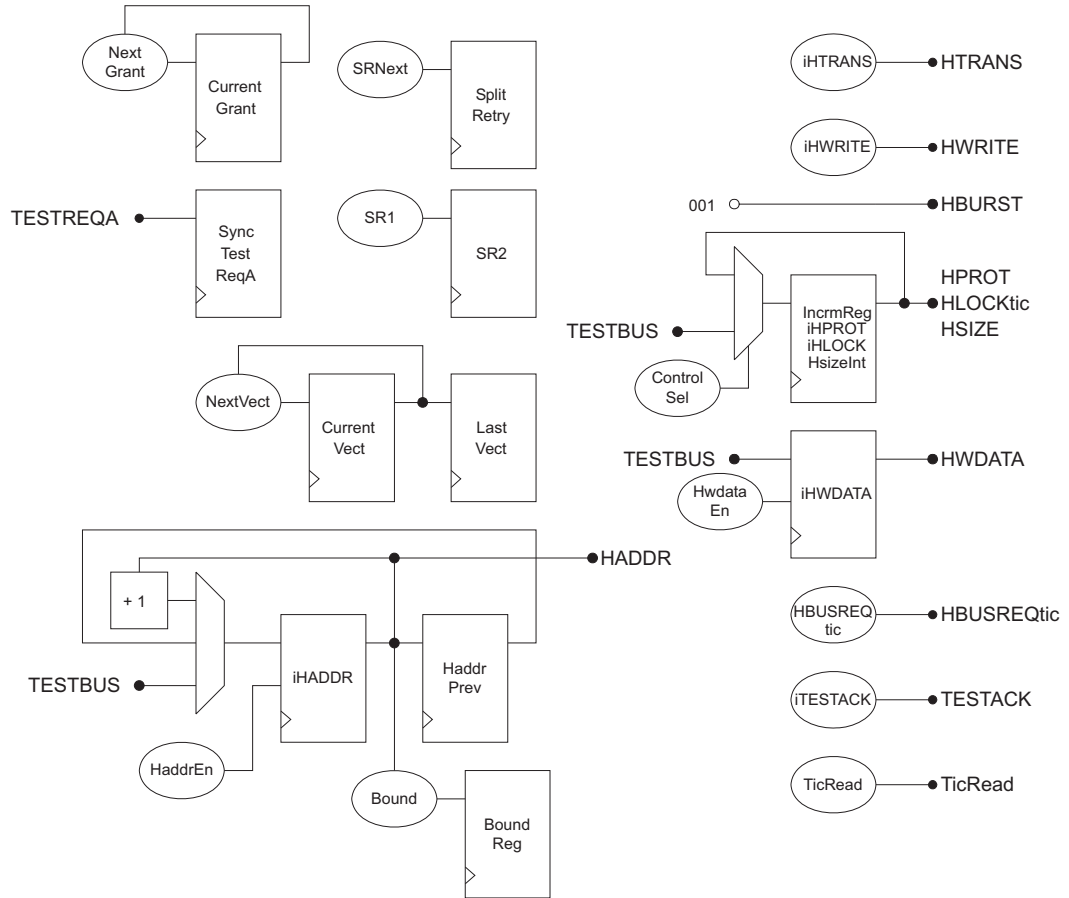 Next
Grant
Current
Grant
SRNext
Split
Retry
iHTRANS
HTRANS
iHWRITE
HWRITE
001
HBURST
TESTREQA
Sync
Test
ReqA
SR1
SR2
HPROT
HLOCKtic
HSIZE
TESTBUS
IncrmReg
iHPROT
iHLOCK
HsizeInt
Control
Sel
NextVect
Current
Vect
Last
Vect
TESTBUS
HWDATA
Hwdata
En
iHWDATA
HADDR
+ 1
TESTBUS
iHADDR
Haddr
Prev
HaddrEn
Bound
Bound
Reg
HBUSREQ
tic
HBUSREQtic
iTESTACK
TESTACK
TicRead
TicRead